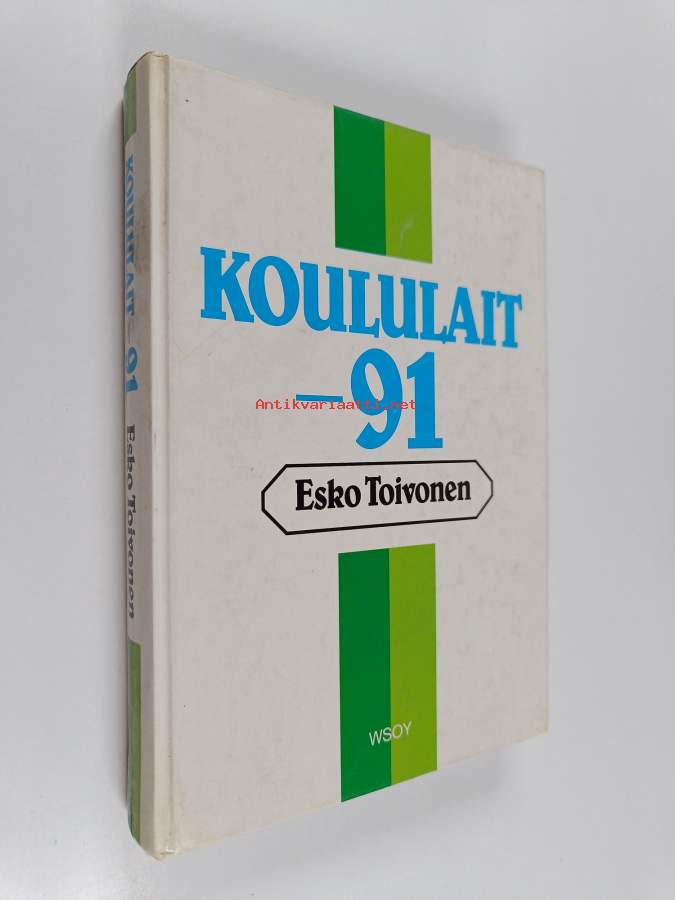 KOULULAIT
–91
Antikvariaatti.net
Esko Toivonen
WSOY
KOULULAIT –91 Esko Toivonen